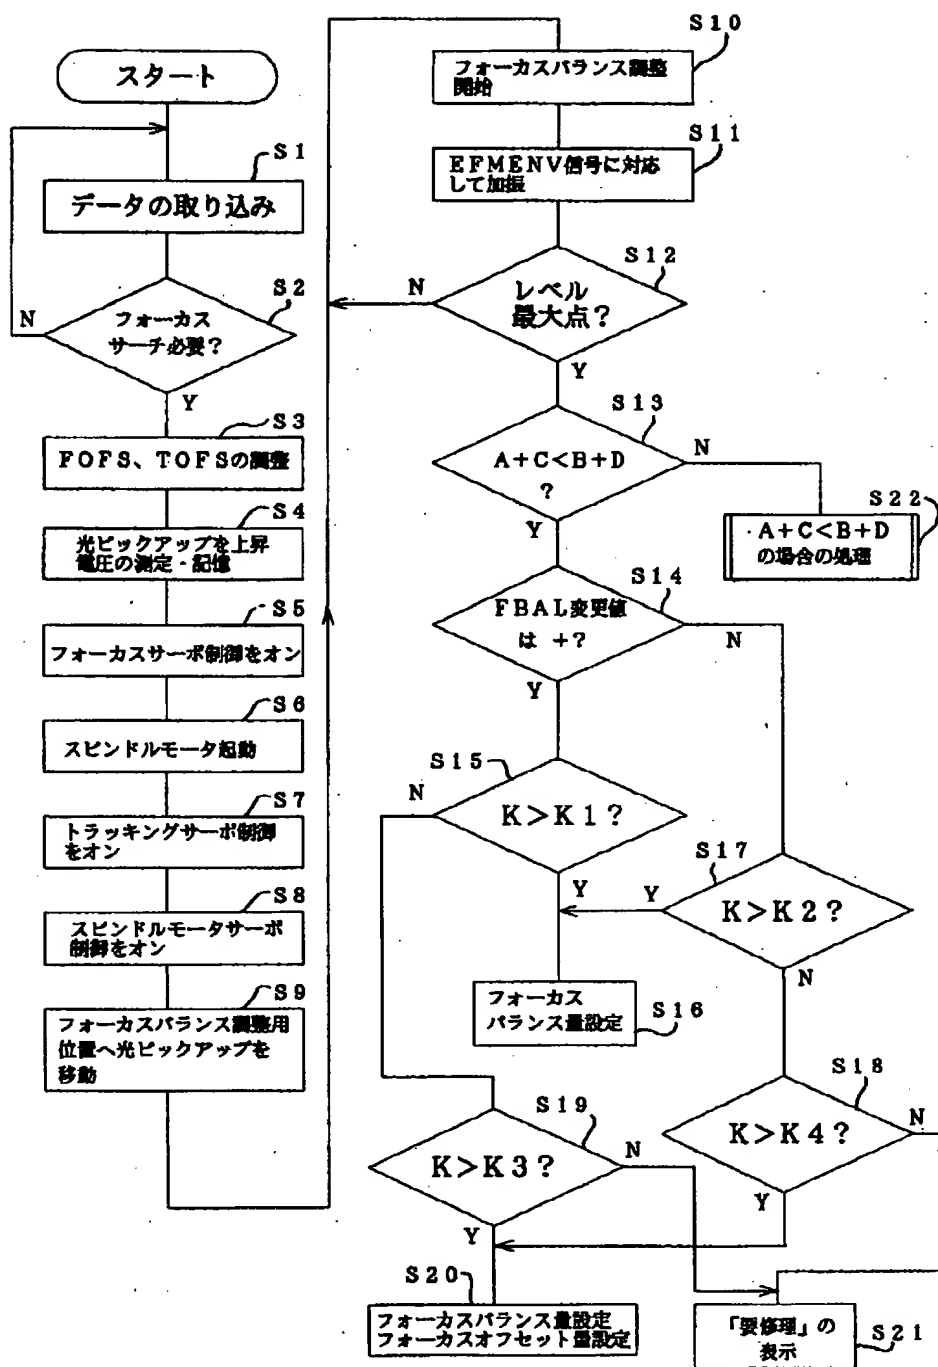 スタート
S1
データの取り込み
S2
フォーカス
サーチ必要?
N
Y
S3
FOFS、TOFSの調整
S4
光ピックアップを上昇
電圧の測定・記憶
S5
フォーカスサーボ制御をオン
S6
スピンドルモータ起動
S7
トラッキングサーボ制御
をオン
S8
スピンドルモータサーボ
制御をオン
S9
フォーカスバランス調整用
位置へ光ピックアップを
移動
S10
フォーカスバランス調整
開始
S11
EFMENV信号に対応
して加振
S12
レベル
最大点?
N
Y
S13
A+C<B+D
?
N
Y
S22
A+C<B+D
の場合の処理
S14
FBAL変更値
は +?
N
Y
S15
K>K1?
N
Y
S17
K>K2?
Y
N
フォーカス
バランス量設定
S16
S18
K>K4?
N
Y
S19
K>K3?
N
Y
S20
フォーカスバランス量設定
フォーカスオフセット量設定
「要修理」の
表示
S21